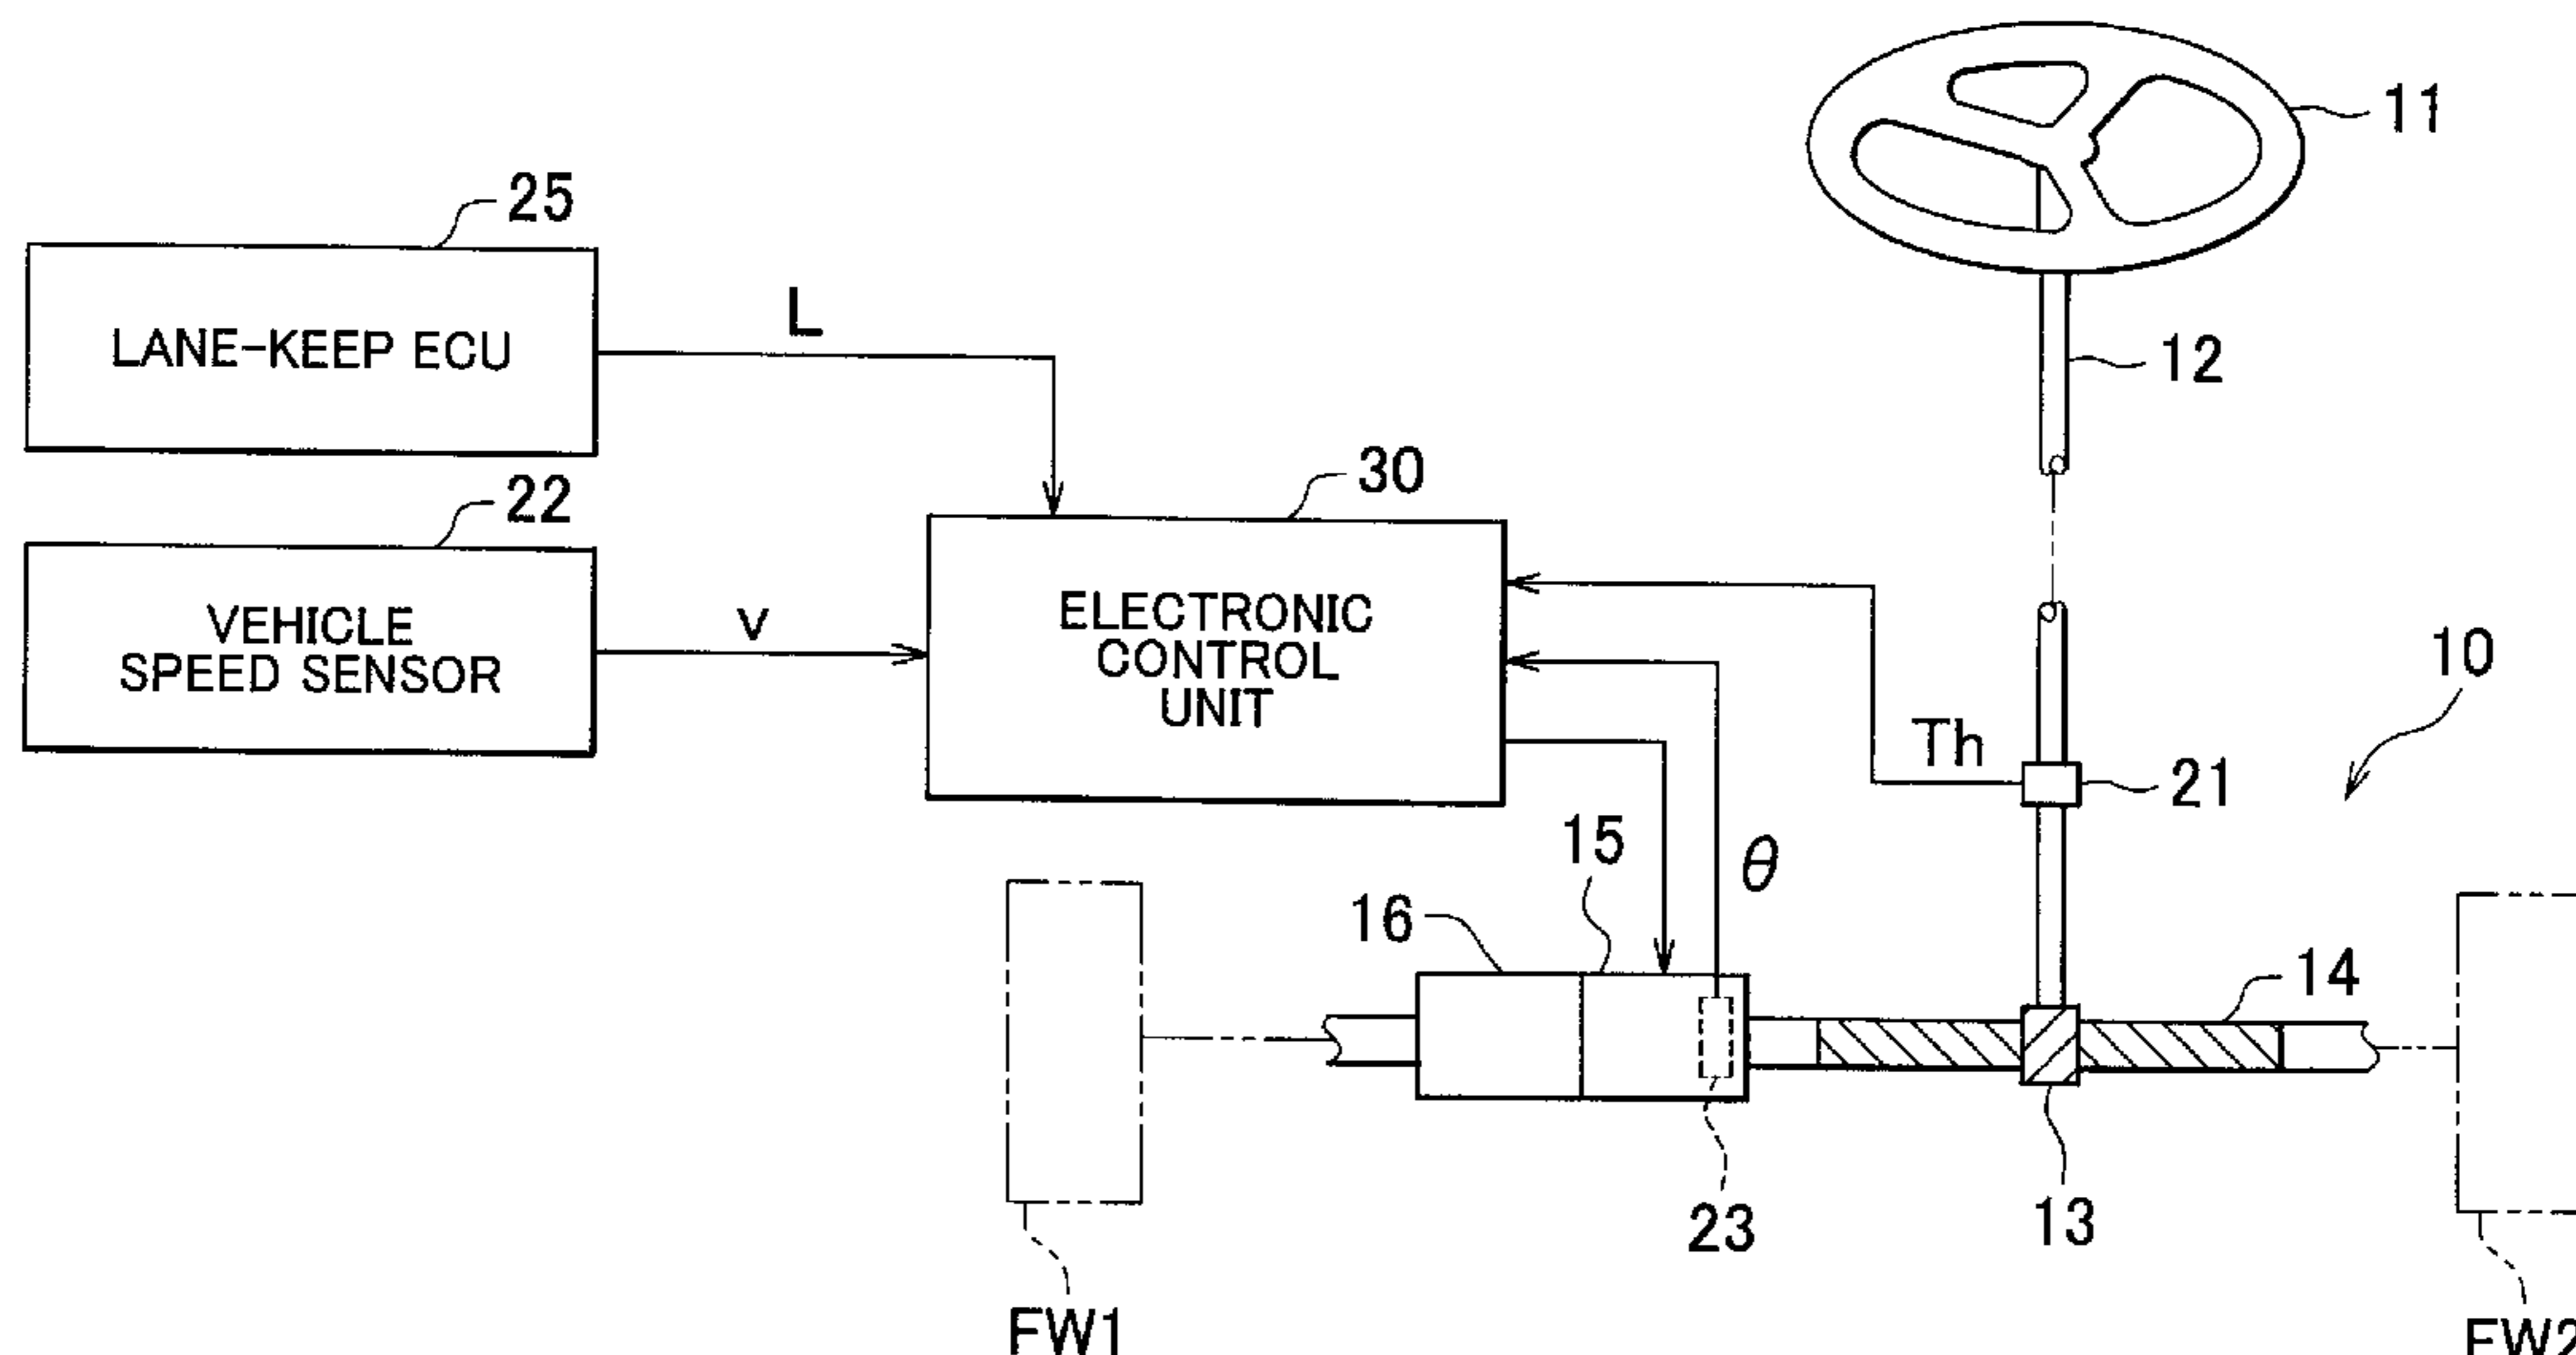 11
25
L
LANE-KEEP ECU
12
22
30
VEHICLE
SPEED SENSOR
v
ELECTRONIC
CONTROL
UNIT
10
Th
21
15
θ
16
14
23
13
FW1
FW2